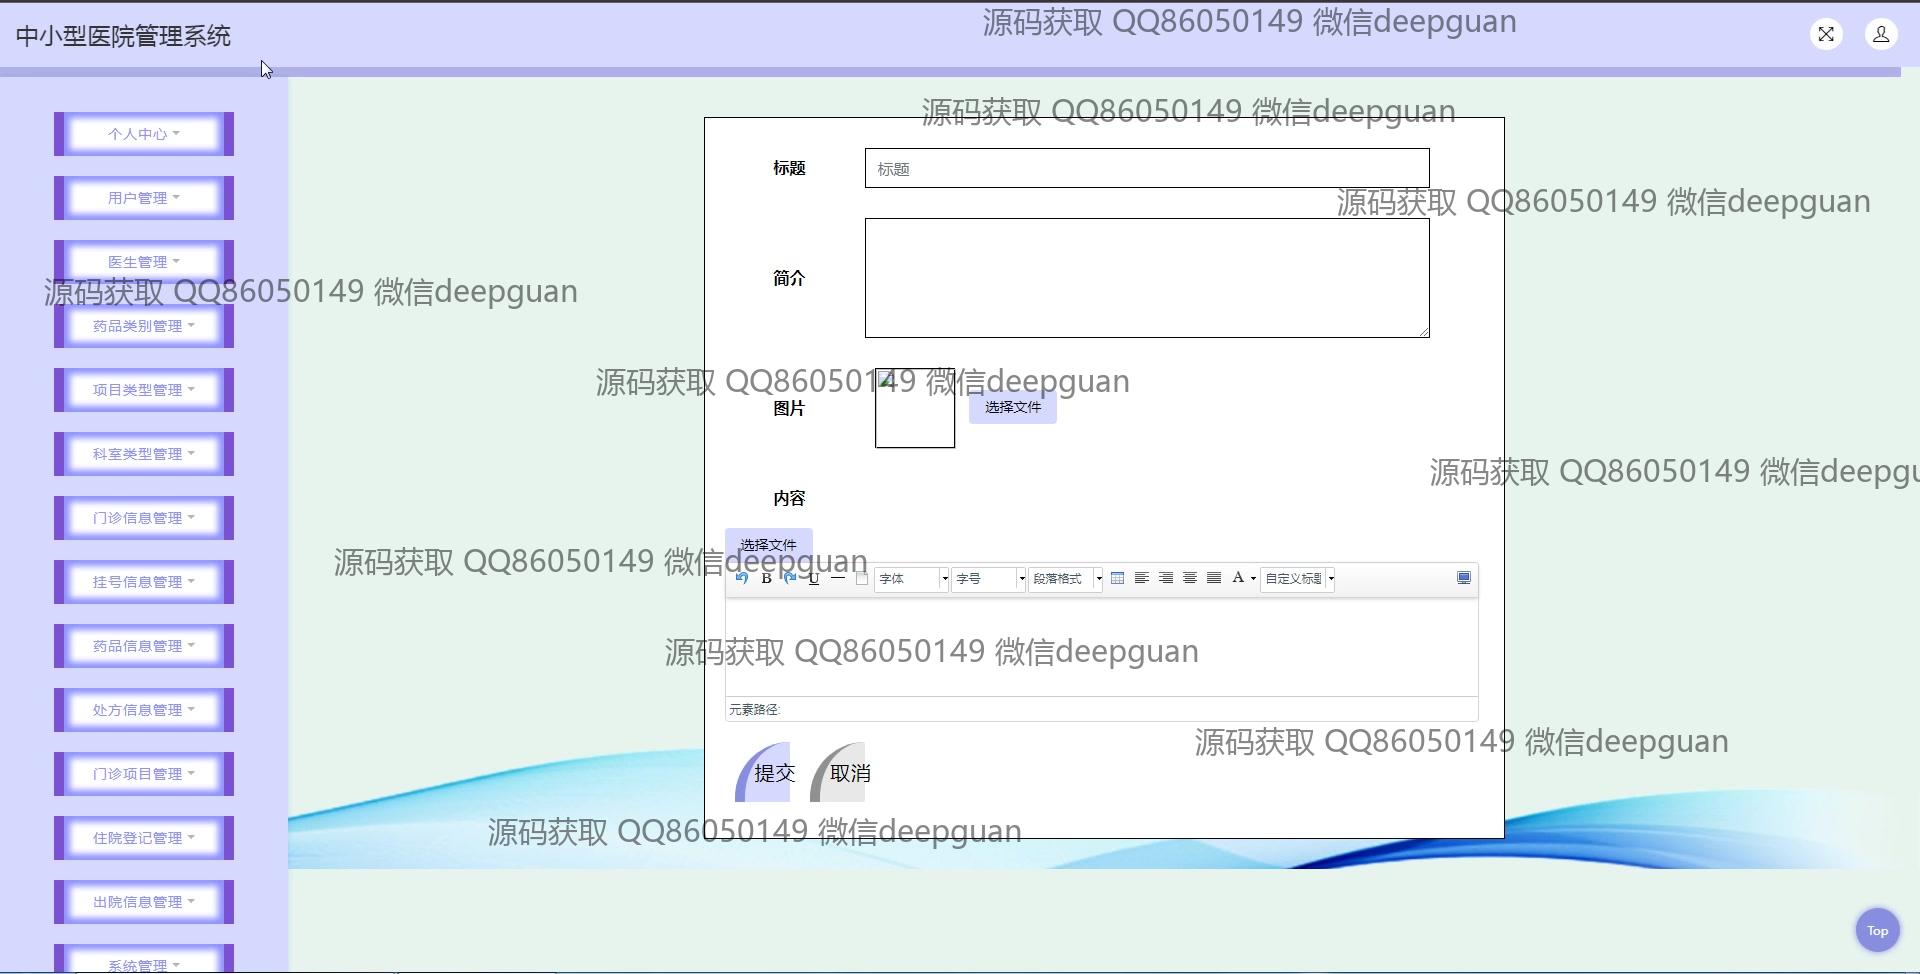 中小型医院管理系统
源码获取 QQ86050149 微信deepguan
源码获取 QQ86050149 微信deepguan
个人中心
标题
标题
用户管理
源码获取 QQ86050149 微信deepguan
医生管理
简介
源码获取 QQ86050149 微信deepguan
药品类别管理
源码获取 QQ86050149 微信deepguan
项目类型管理
图片
选择文件
科室类型管理
源码获取 QQ86050149 微信deepgu
内容
门诊信息管理
选择文件
源码获取 QQ86050149 微信deepguan
挂号信息管理
B U 字体 字号 段落格式 A 自定义标题
药品信息管理
源码获取 QQ86050149 微信deepguan
处方信息管理
元素路径:
源码获取 QQ86050149 微信deepguan
门诊项目管理
提交
取消
住院登记管理
源码获取 QQ86050149 微信deepguan
出院信息管理
Top
系统管理